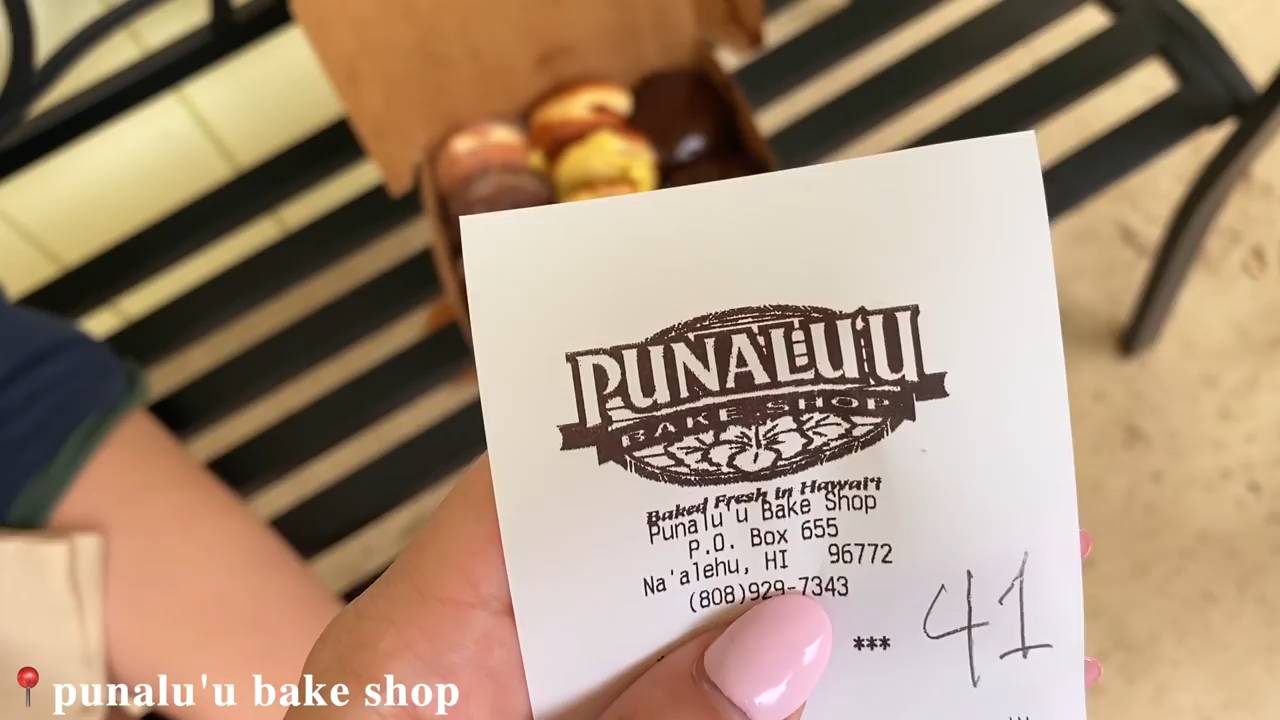 PUNALU'U
BAKE SHOP
Baked Fresh in Hawai'i
Punalu'u Bake Shop
P.O. Box 655
Na'alehu, HI 96772
(808)929-7343
***
41
📍 punalu'u bake shop